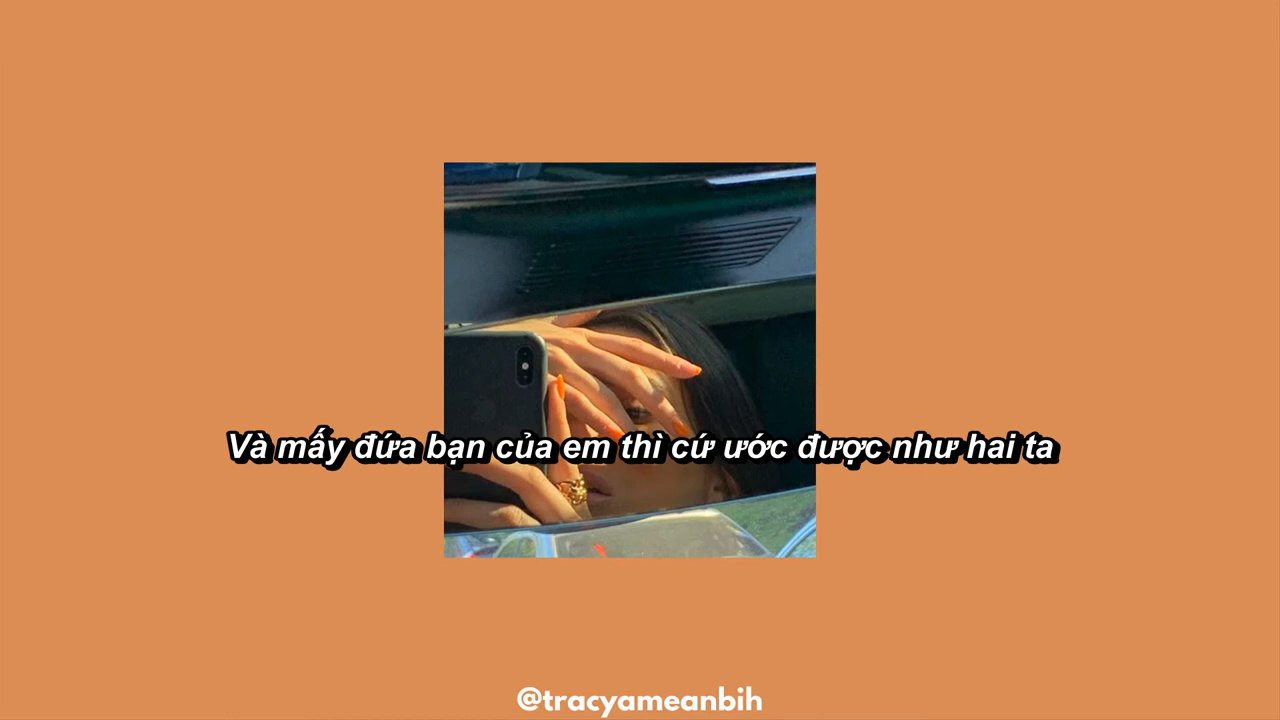 Và mấy đứa bạn của em thì cứ ước được như hai ta
@tracyameanbih